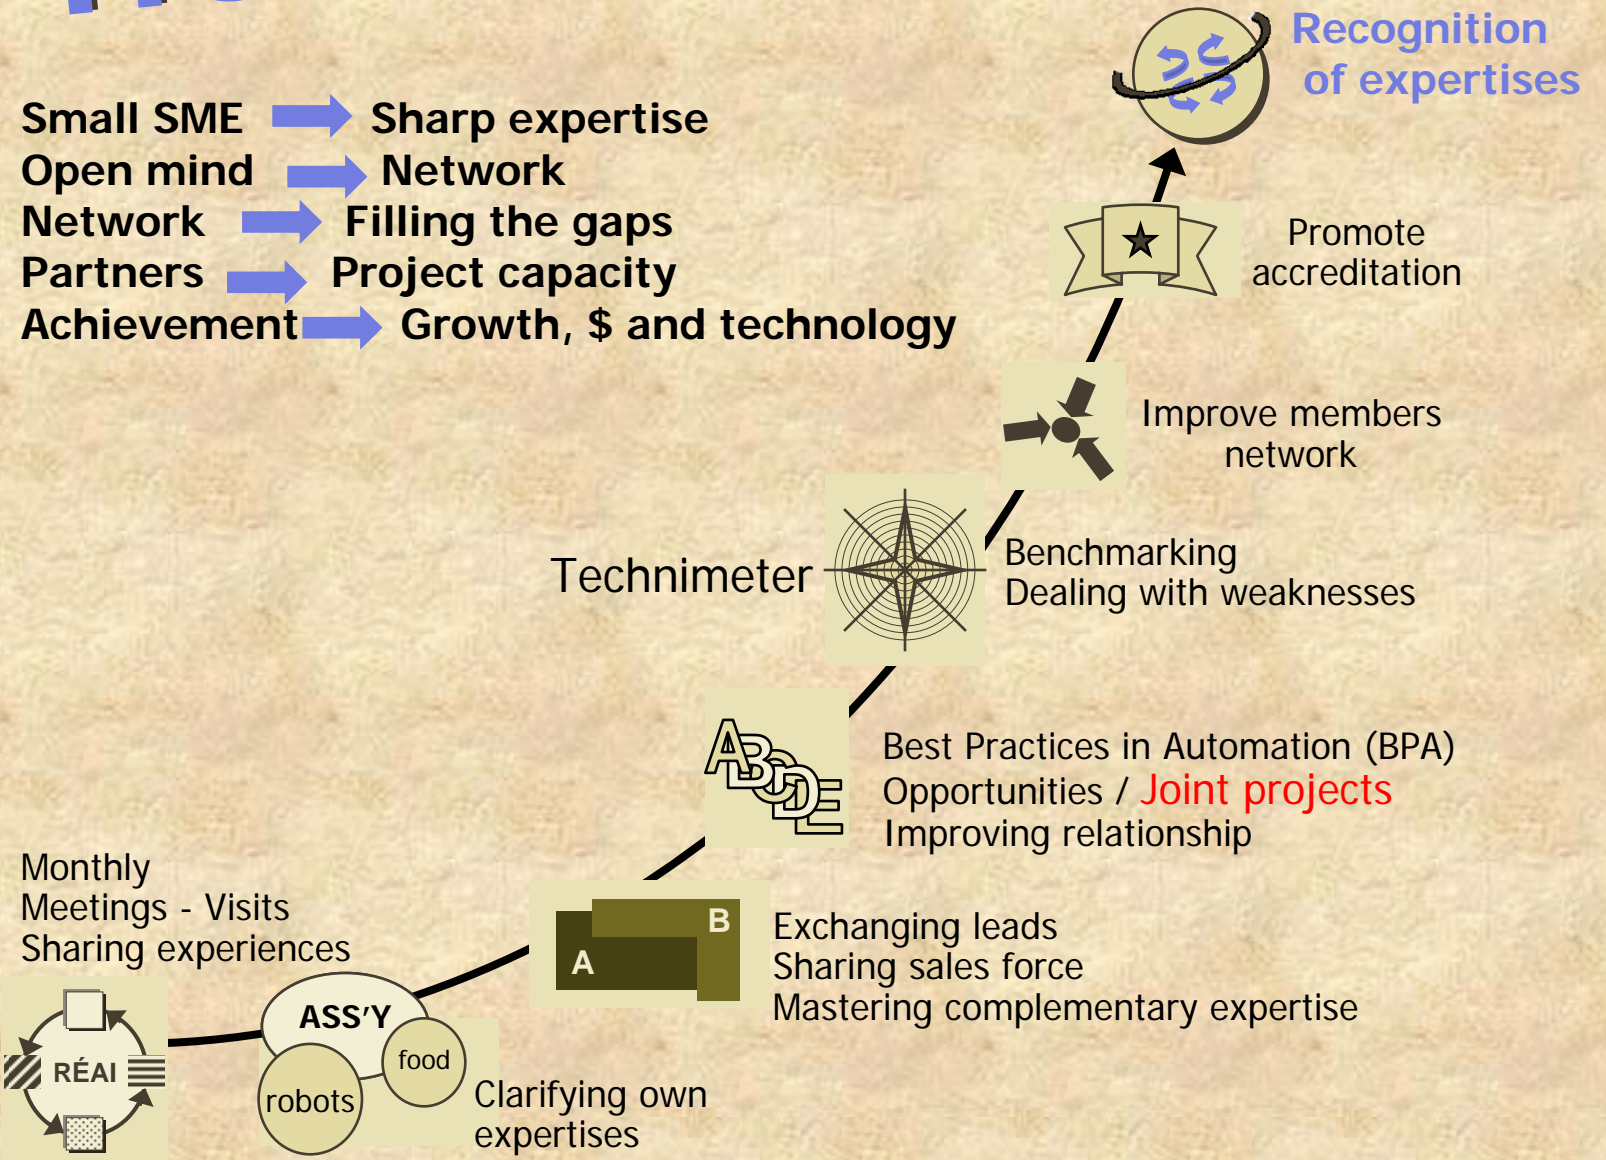 Recognition
of expertises
Small SME Sharp expertise
Open mind Network
Network Filling the gaps
Partners Project capacity
Achievement Growth, $ and technology
Promote
accreditation
Improve members
network
Technimeter
Benchmarking
Dealing with weaknesses
A B C D E
Best Practices in Automation (BPA)
Opportunities / Joint projects
Improving relationship
B
A
Exchanging leads
Sharing sales force
Mastering complementary expertise
Monthly
Meetings - Visits
Sharing experiences
RÉAI
ASS'Y
food
robots
Clarifying own
expertises